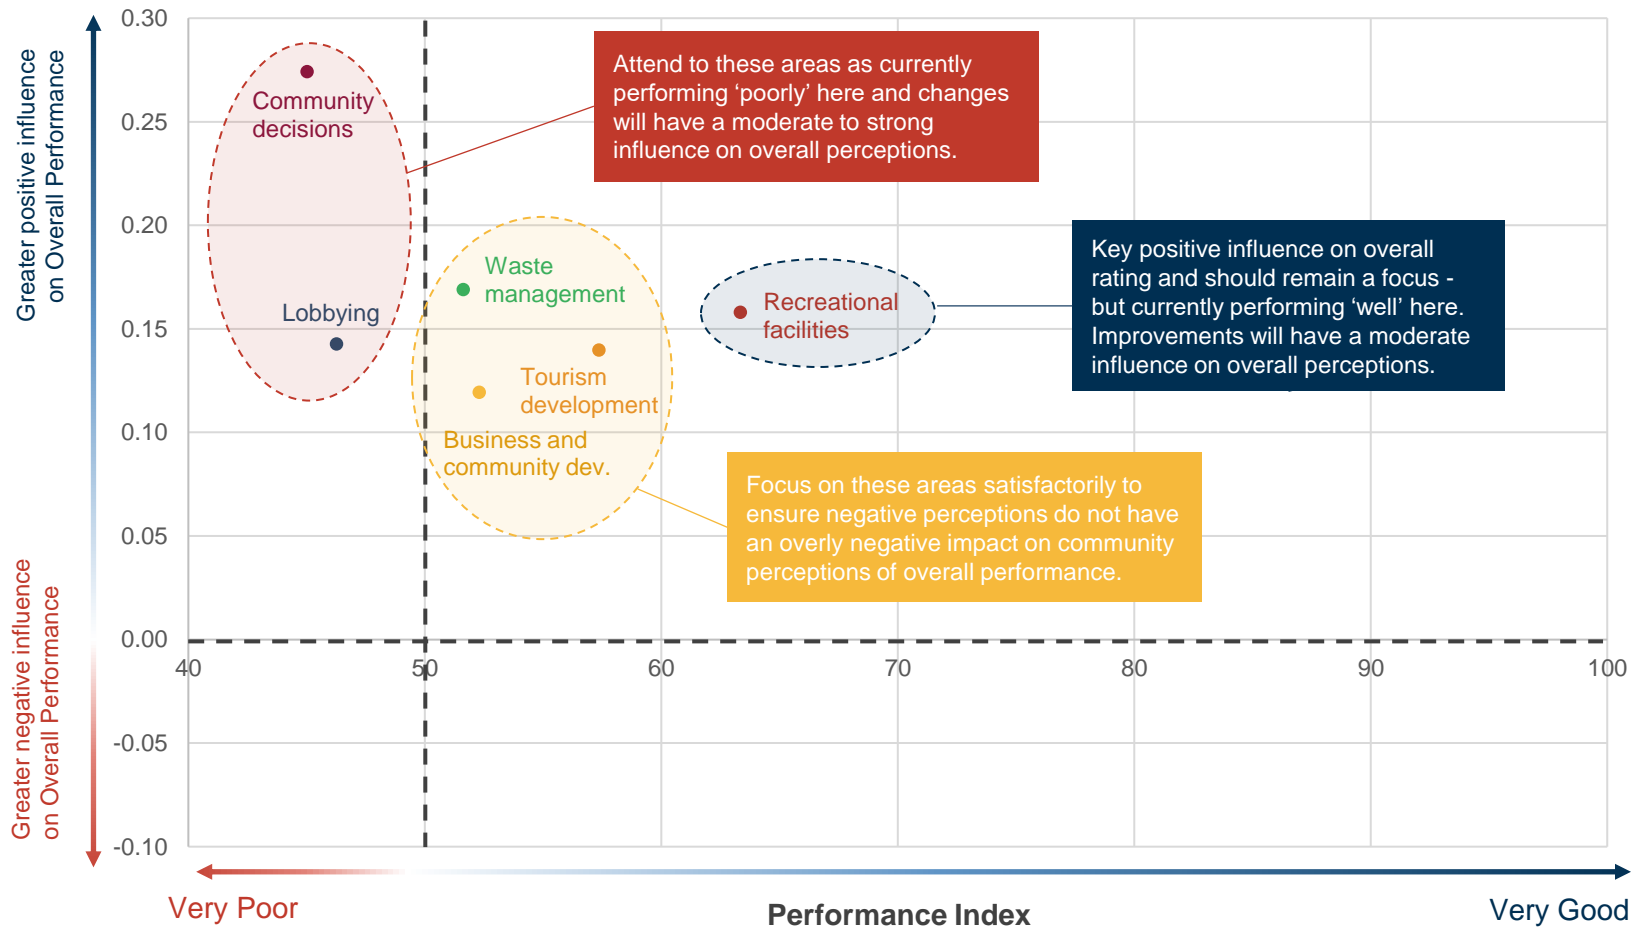 Greater positive influence
on Overall Performance
Greater negative influence
on Overall Performance
0.30
0.25
0.20
0.15
0.10
0.05
0.00
-0.05
-0.10
40
50
60
70
80
90
100
Community
decisions
Lobbying
Waste
management
Tourism
development
Business and
community dev.
Recreational
facilities
Attend to these areas as currently
performing ‘poorly’ here and changes
will have a moderate to strong
influence on overall perceptions.
Key positive influence on overall
rating and should remain a focus -
but currently performing ‘well’ here.
Improvements will have a moderate
influence on overall perceptions.
Focus on these areas satisfactorily to
ensure negative perceptions do not have
an overly negative impact on community
perceptions of overall performance.
Very Poor
Performance Index
Very Good